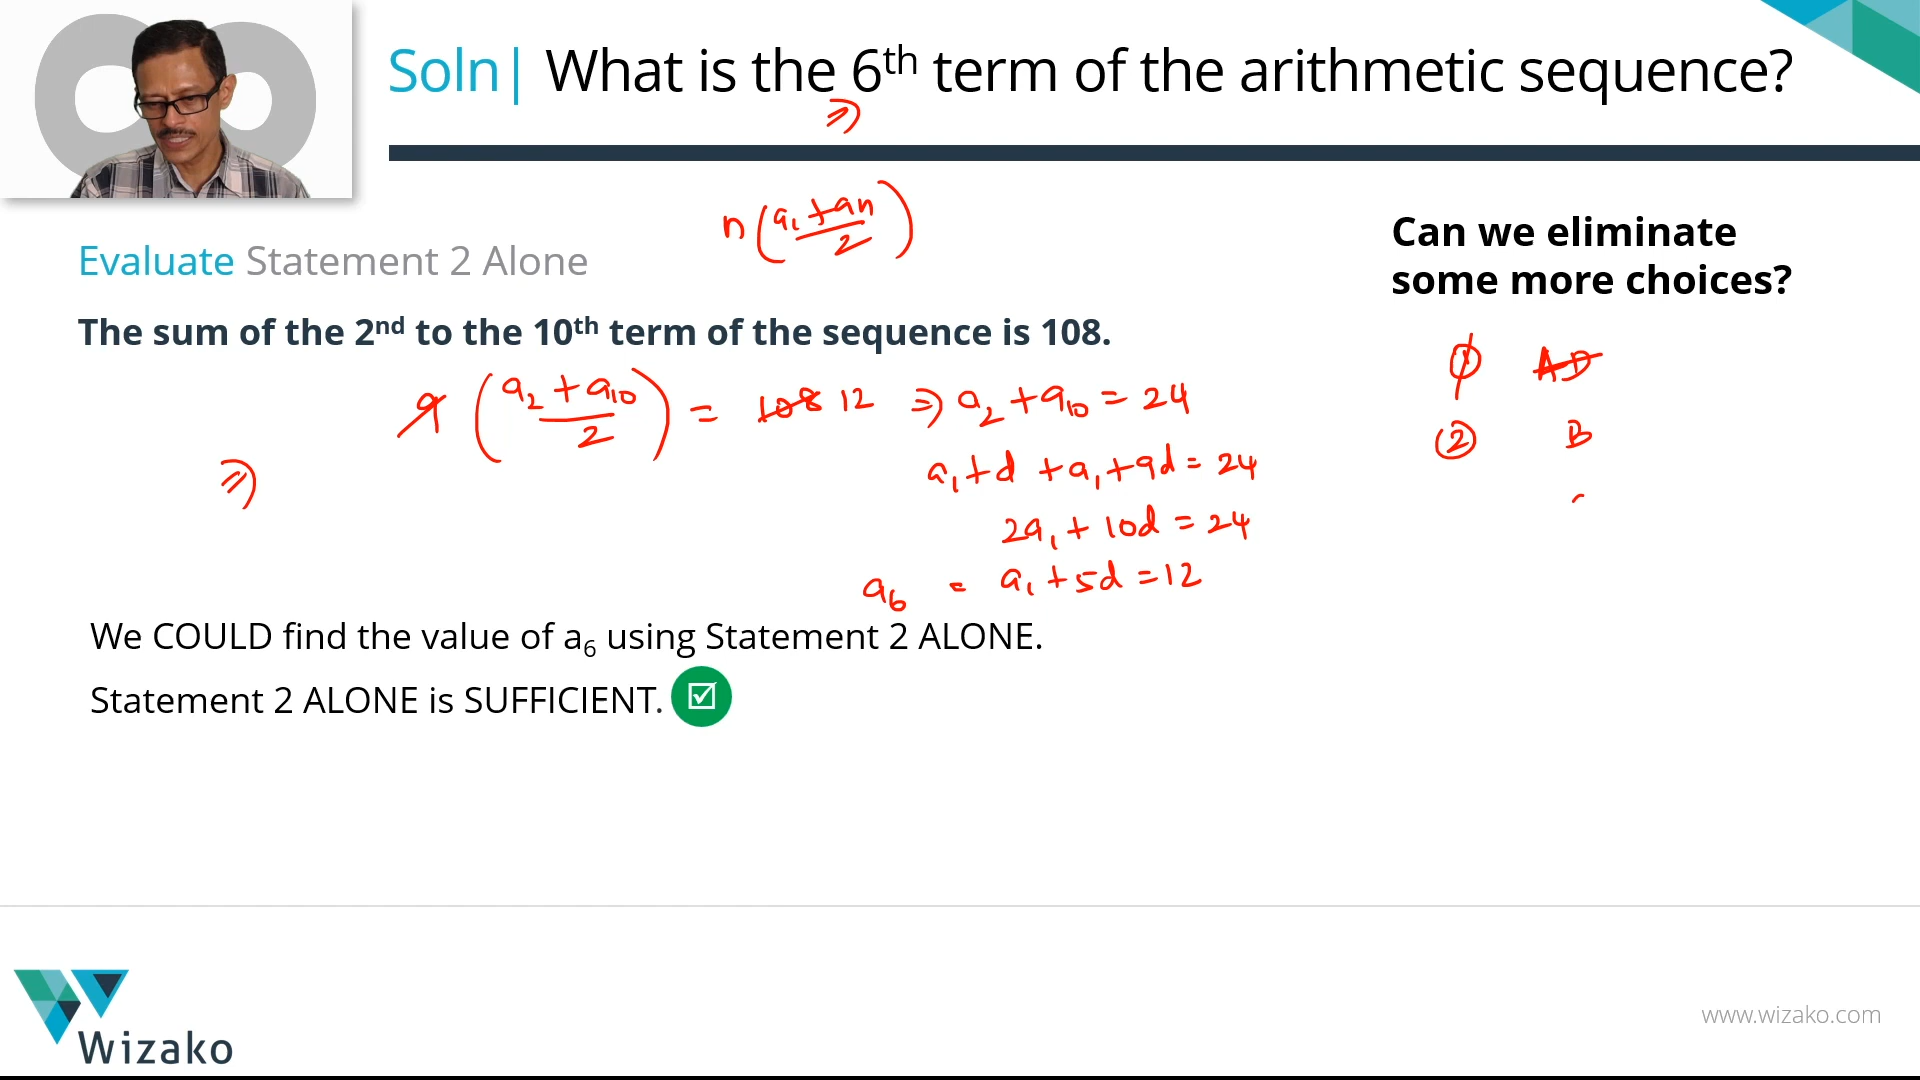 Soln| What is the 6th term of the arithmetic sequence?
⇒
n(a₁+an/2)
Evaluate Statement 2 Alone
The sum of the 2nd to the 10th term of the sequence is 108.
9 (a₂ + a₁₀ / 2) = 108 12 ⇒ a₂ + a₁₀ = 24
⇒
a₁+d + a₁+9d = 24
2a₁ + 10d = 24
a₆ = a₁ + 5d = 12
We COULD find the value of a₆ using Statement 2 ALONE.
Statement 2 ALONE is SUFFICIENT.
Can we eliminate
some more choices?
1 AD
2 B
Wizako
www.wizako.com